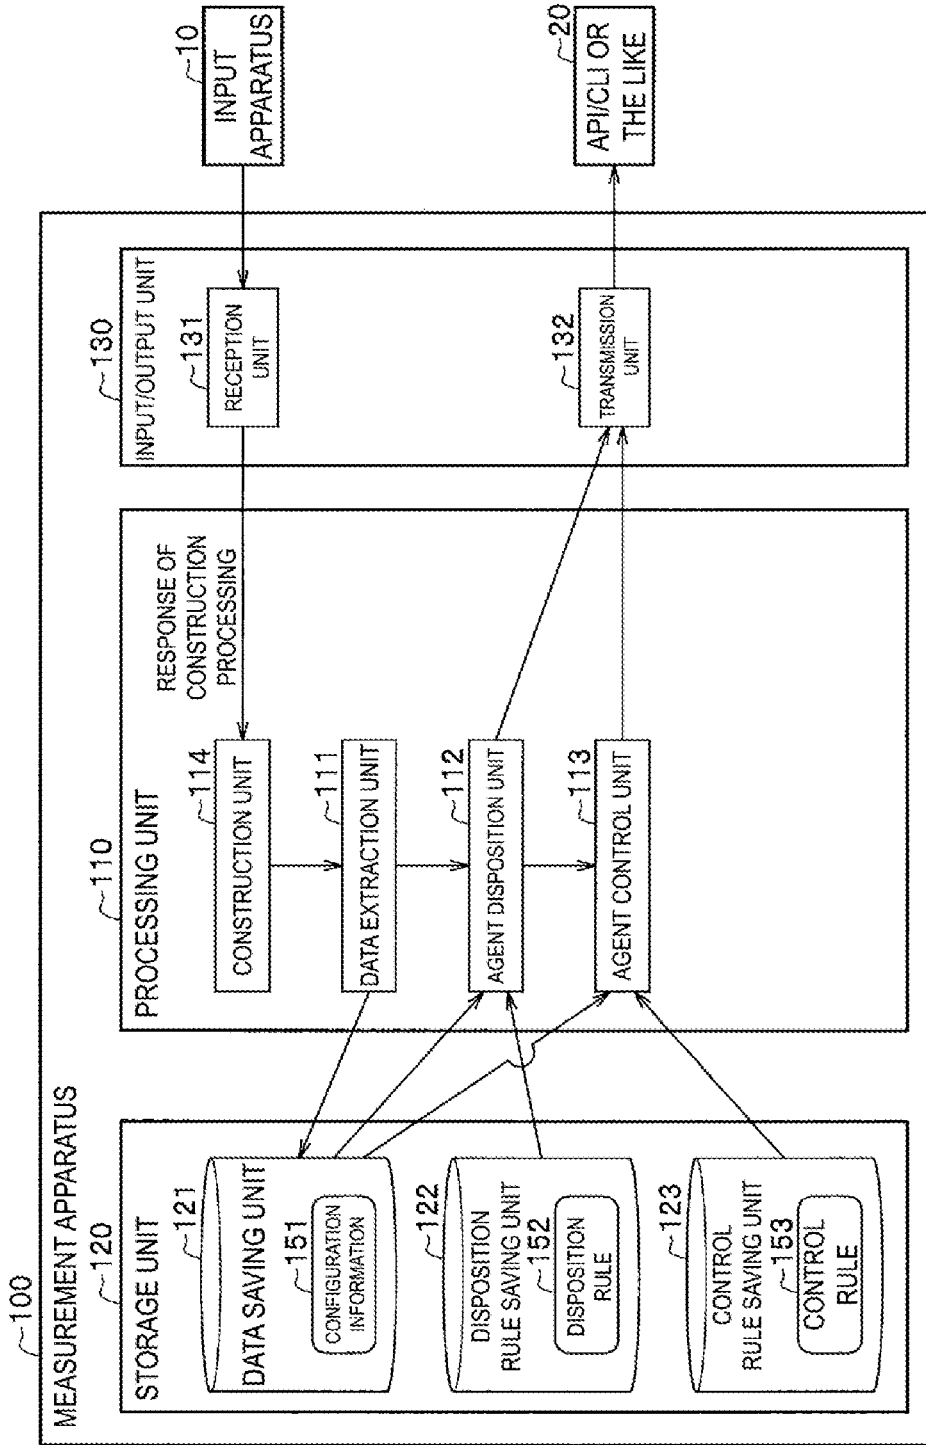 100
MEASUREMENT APPARATUS
120
STORAGE UNIT
121
DATA SAVING UNIT
151
CONFIGURATION
INFORMATION
122
DISPOSITION
RULE SAVING UNIT
152
DISPOSITION
RULE
123
CONTROL
RULE SAVING UNIT
153
CONTROL
RULE
110
PROCESSING UNIT
114
CONSTRUCTION UNIT
111
DATA EXTRACTION UNIT
112
AGENT DISPOSITION UNIT
113
AGENT CONTROL UNIT
RESPONSE OF
CONSTRUCTION
PROCESSING
130
INPUT/OUTPUT UNIT
131
RECEPTION
UNIT
132
TRANSMISSION
UNIT
10
INPUT
APPARATUS
20
API/CLI OR
THE LIKE